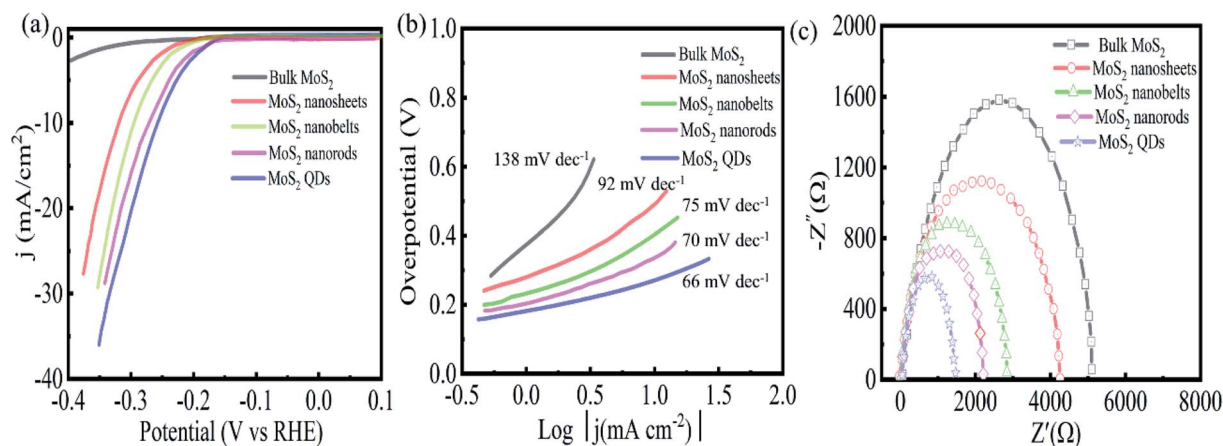 (a)
0
-10
-20
-30
-40
-0.4 -0.3 -0.2 -0.1 0.0 0.1
j (mA/cm²)
Potential (V vs RHE)
Bulk MoS₂
MoS₂ nanosheets
MoS₂ nanobelts
MoS₂ nanorods
MoS₂ QDs
(b)
1.0
0.8
0.6
0.4
0.2
0.0
-0.5 0.0 0.5 1.0 1.5 2.0
Overpotential (V)
Log |j(mA cm⁻²)|
Bulk MoS₂
MoS₂ nanosheets
MoS₂ nanobelts
MoS₂ nanorods
MoS₂ QDs
138 mV dec⁻¹
92 mV dec⁻¹
75 mV dec⁻¹
70 mV dec⁻¹
66 mV dec⁻¹
(c)
2000
1600
1200
800
400
0
0 2000 4000 6000 8000
-Z″(Ω)
Z′(Ω)
Bulk MoS₂
MoS₂ nanosheets
MoS₂ nanobelts
MoS₂ nanorods
MoS₂ QDs